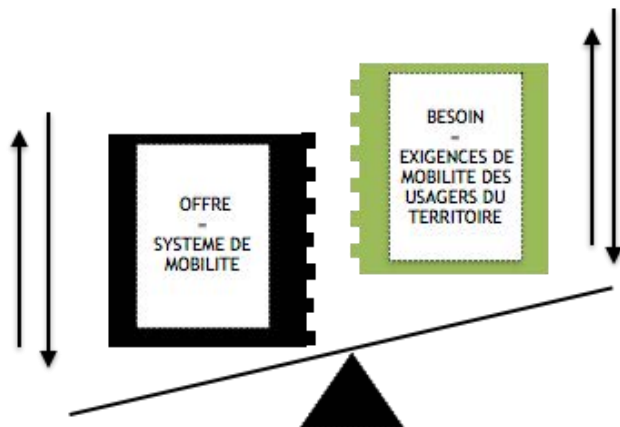 OFFRE
–
SYSTEME DE
MOBILITE
BESOIN
–
EXIGENCES DE
MOBILITE DES
USAGERS DU
TERRITOIRE